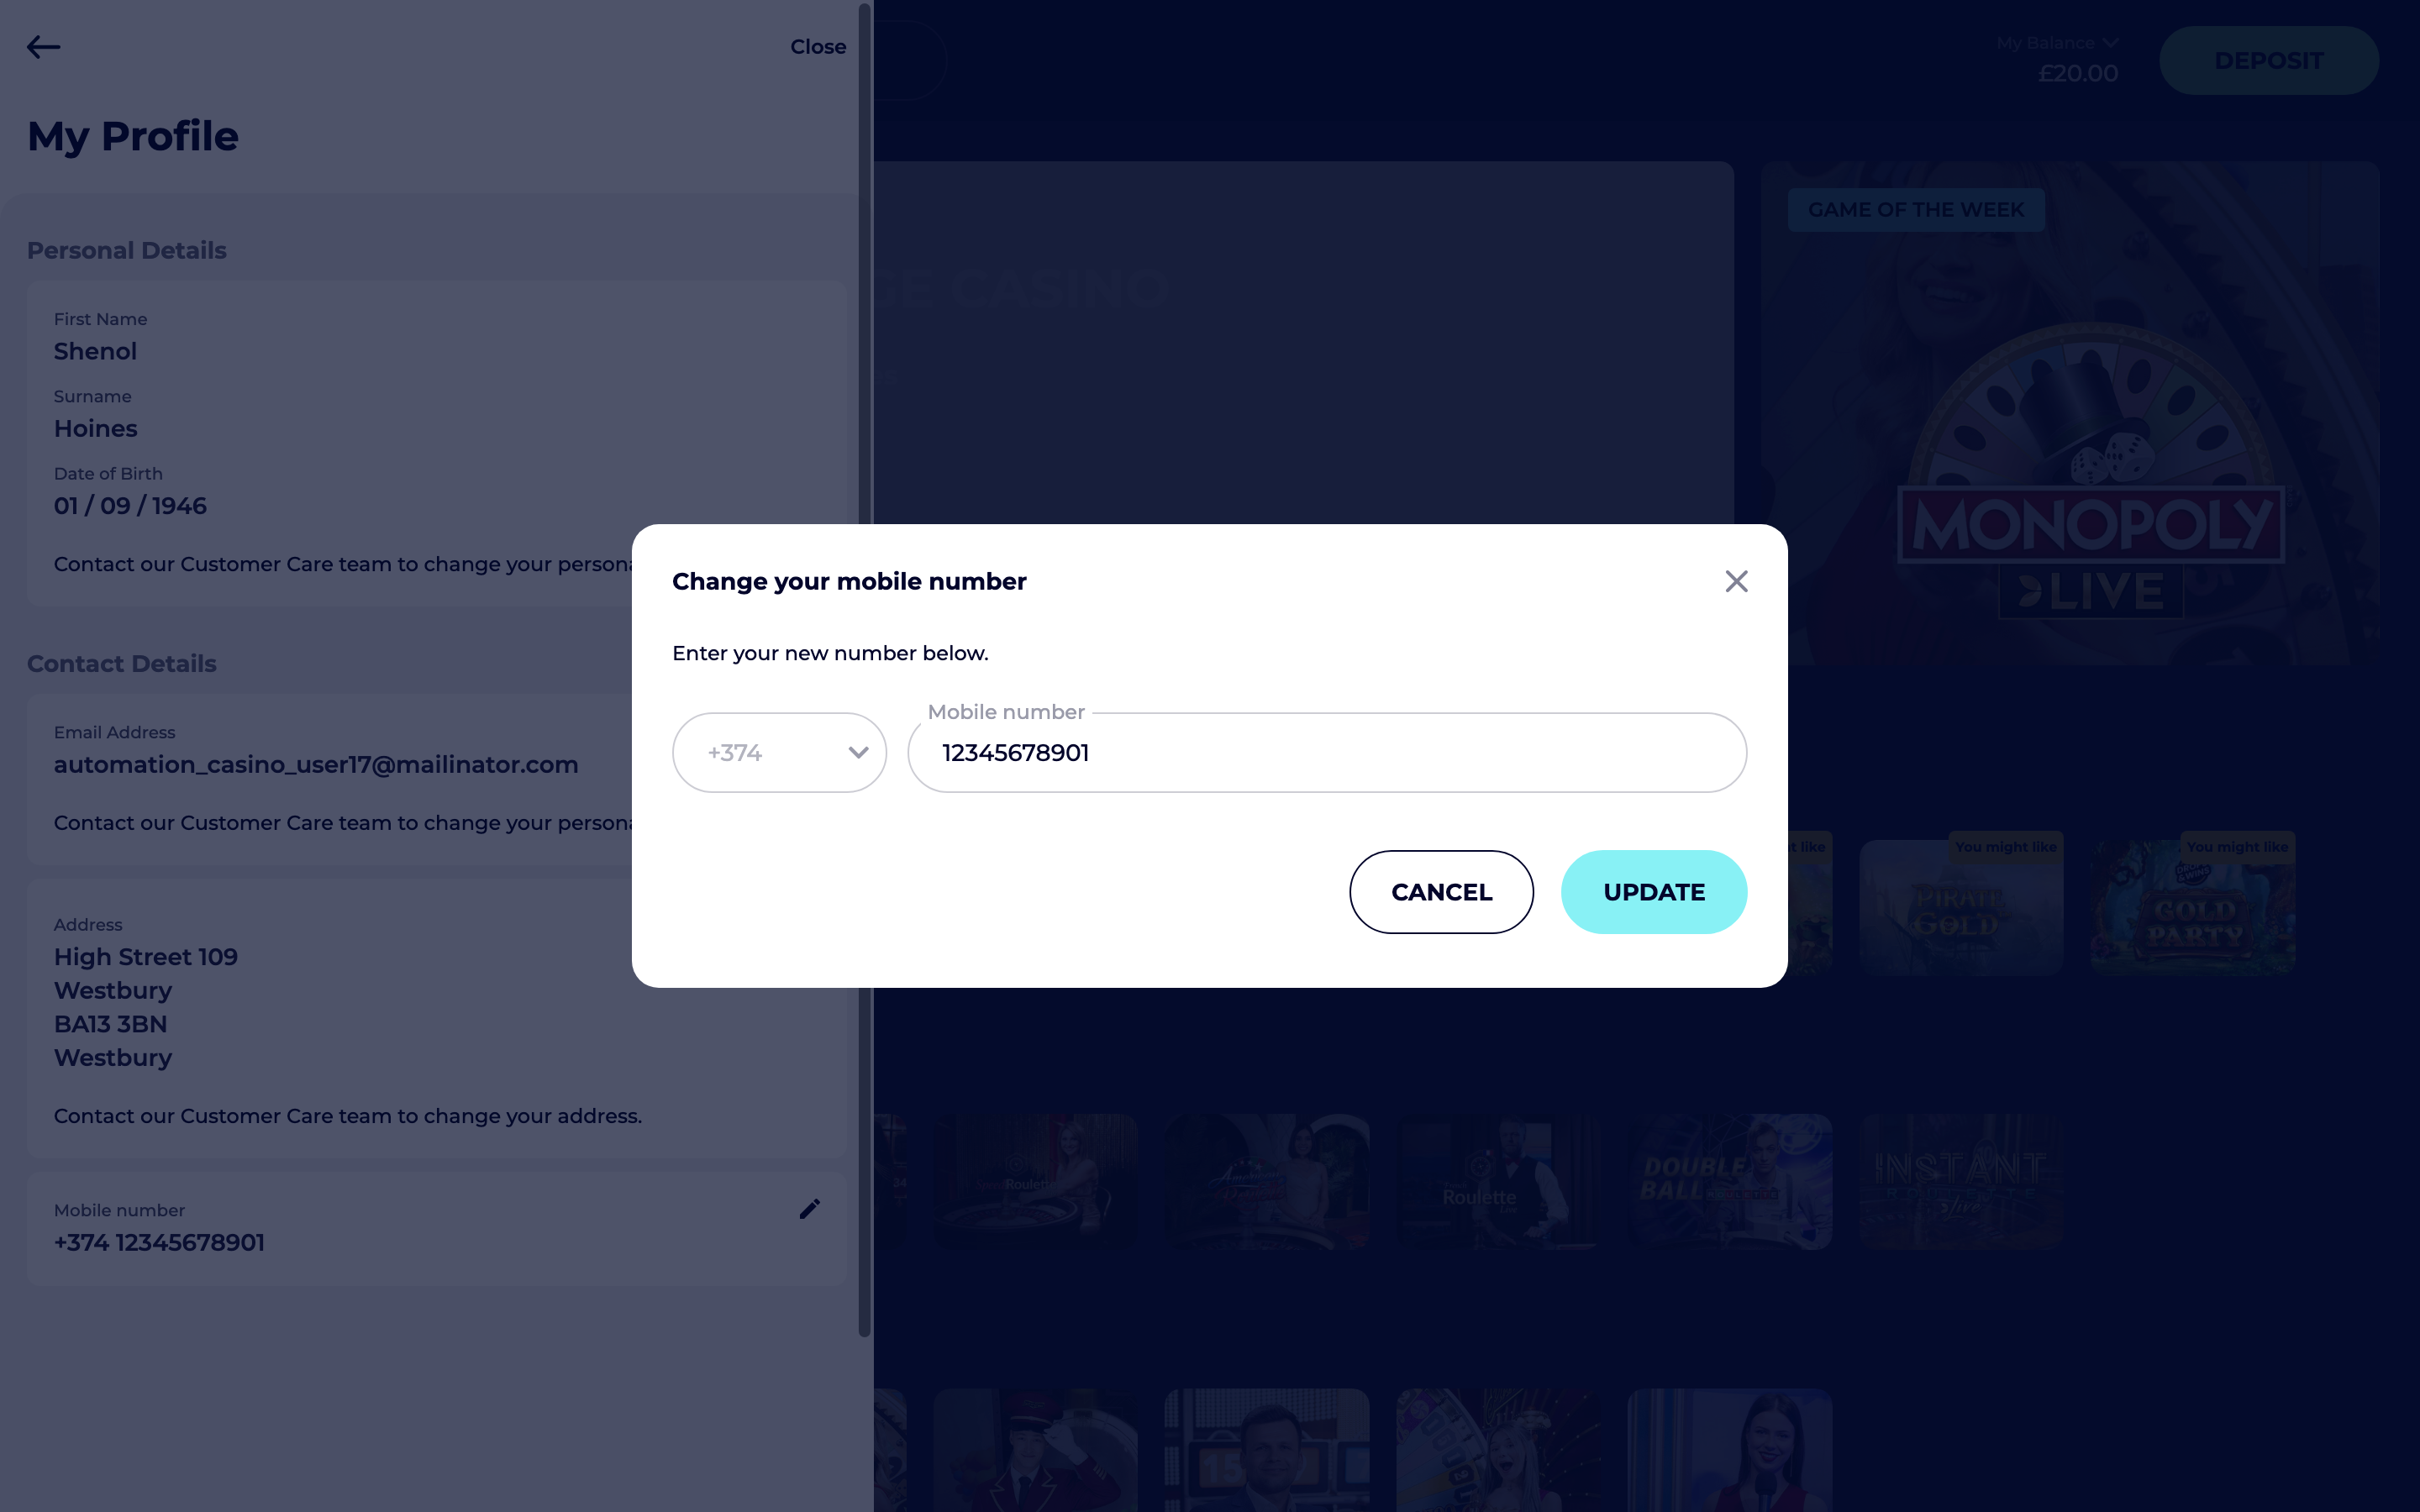 Close
My Profile
Personal Details
First Name
Shenol
Surname
Hoines
Date of Birth
01 / 09 / 1946
Contact our Customer Care team to change your
Contact Details
Email Address
automation_casino_user17@mailinator.com
Contact our Customer Care team to change your
Address
High Street 109
Westbury
BA13 3BN
Westbury
Contact our Customer Care team to change your address.
Mobile number
+374 12345678901
My Balance
£20.00
DEPOSIT
CASINO
GAME OF THE WEEK
MONOPOLY
LIVE
Change your mobile number
Enter your new number below.
Mobile number
+374
12345678901
CANCEL
UPDATE
like
You might like
You might like
PIRATE
GOLD
GOLD
PARTY
Roulette
Roulette
DOUBLE
BALL
INSTANT